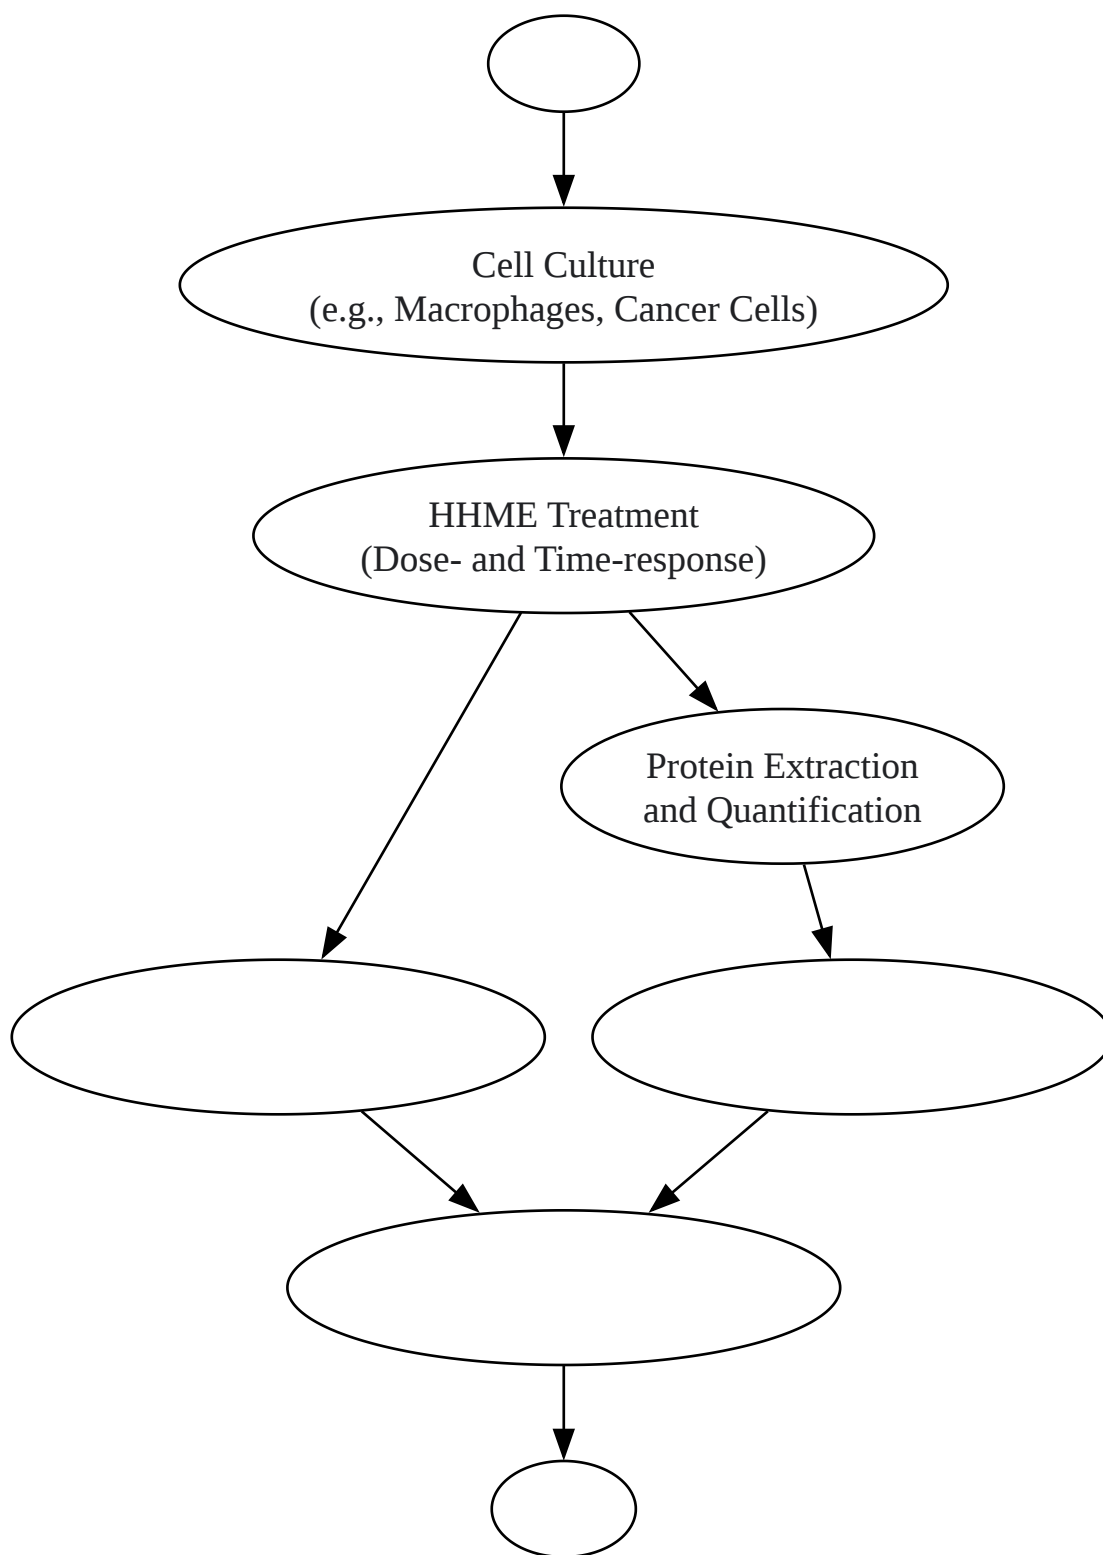 Cell Culture
(e.g., Macrophages, Cancer Cells)
HHME Treatment
(Dose- and Time-response)
Protein Extraction
and Quantification